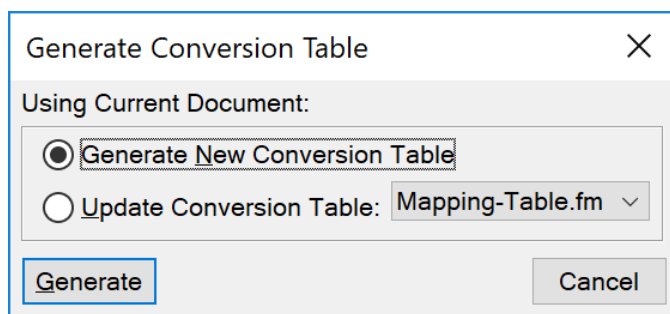 Generate Conversion Table
Using Current Document:
Generate New Conversion Table
Update Conversion Table: Mapping-Table.fm
Generate Cancel